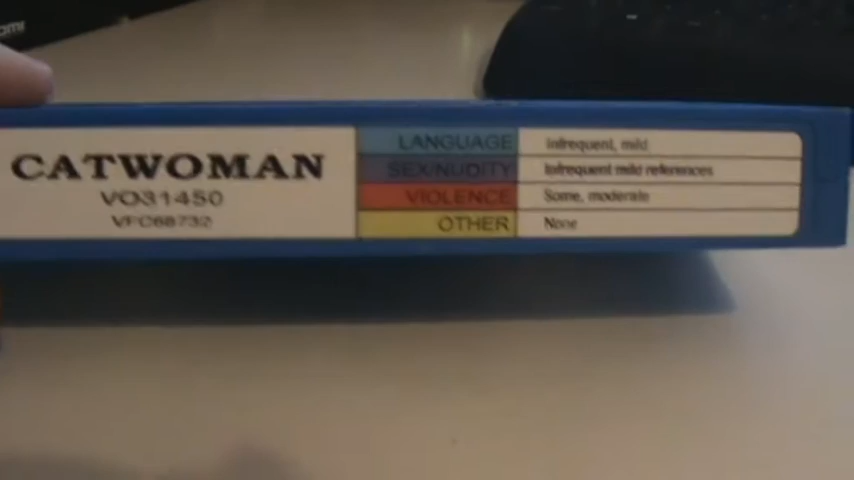 CATWOMAN
VO31450
VFC68732
LANGUAGE Infrequent, mild
SEX/NUDITY Infrequent mild references
VIOLENCE Some, moderate
OTHER None